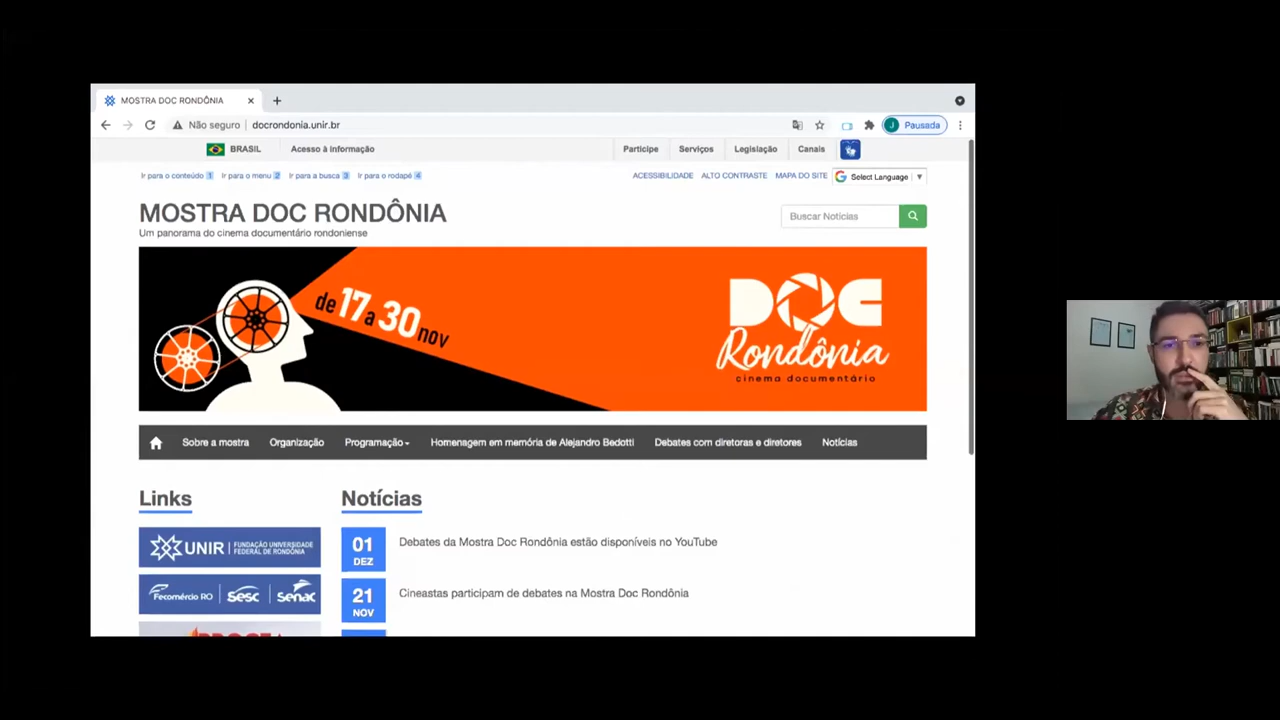 MOSTRA DOC RONDÔNIA
Não seguro docrondonia.unir.br
J Pausada
BRASIL Acesso à informação Participe Serviços Legislação Canais
Ir para o conteúdo 1 Ir para o menu 2 Ir para a busca 3 Ir para o rodapé 4 ACESSIBILIDADE ALTO CONTRASTE MAPA DO SITE Select Language
MOSTRA DOC RONDÔNIA
Um panorama do cinema documentário rondoniense
Buscar Notícias
de 17 a 30 nov
DOC
Rondônia
cinema documentário
Sobre a mostra Organização Programação Homenagem em memória de Alejandro Bedotti Debates com diretoras e diretores Notícias
Links
UNIR FUNDAÇÃO UNIVERSIDADE
FEDERAL DE RONDÔNIA
Fecomércio RO Sesc Senac
Notícias
01
DEZ
Debates da Mostra Doc Rondônia estão disponíveis no YouTube
21
NOV
Cineastas participam de debates na Mostra Doc Rondônia